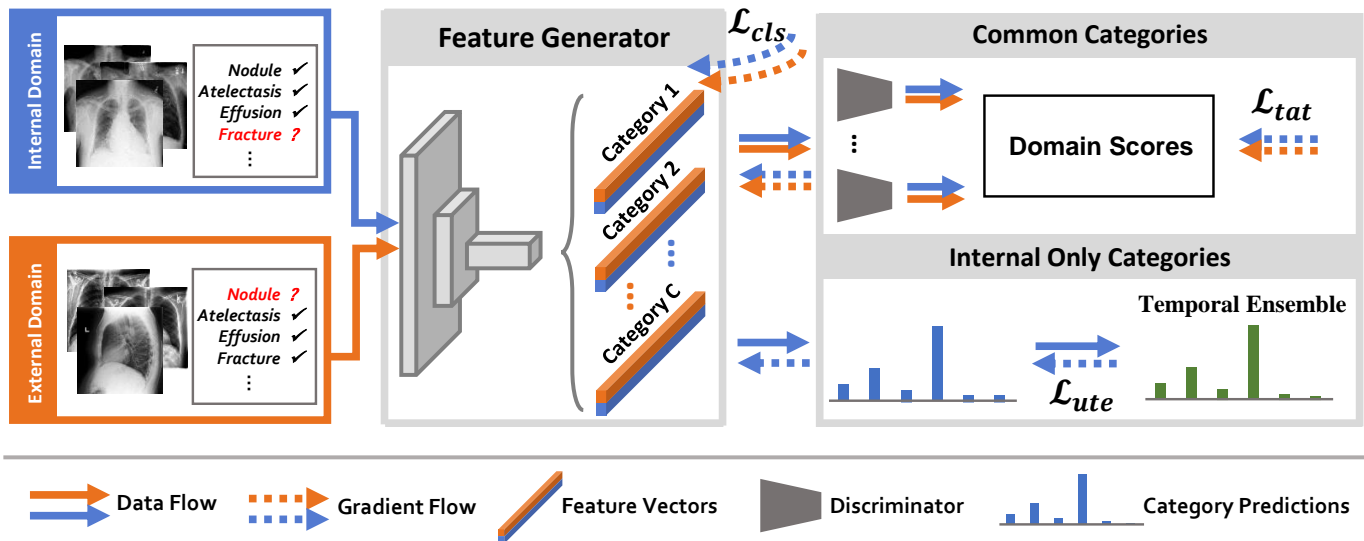 Internal Domain
Nodule ✓
Atelectasis ✓
Effusion ✓
Fracture ?
⋮
External Domain
L
Nodule ?
Atelectasis ✓
Effusion ✓
Fracture ✓
⋮
Feature Generator
Category 1
Category 2
Category C
ℒcls
Common Categories
Domain Scores
ℒtat
Internal Only Categories
Temporal Ensemble
ℒute
Data Flow
Gradient Flow
Feature Vectors
Discriminator
Category Predictions